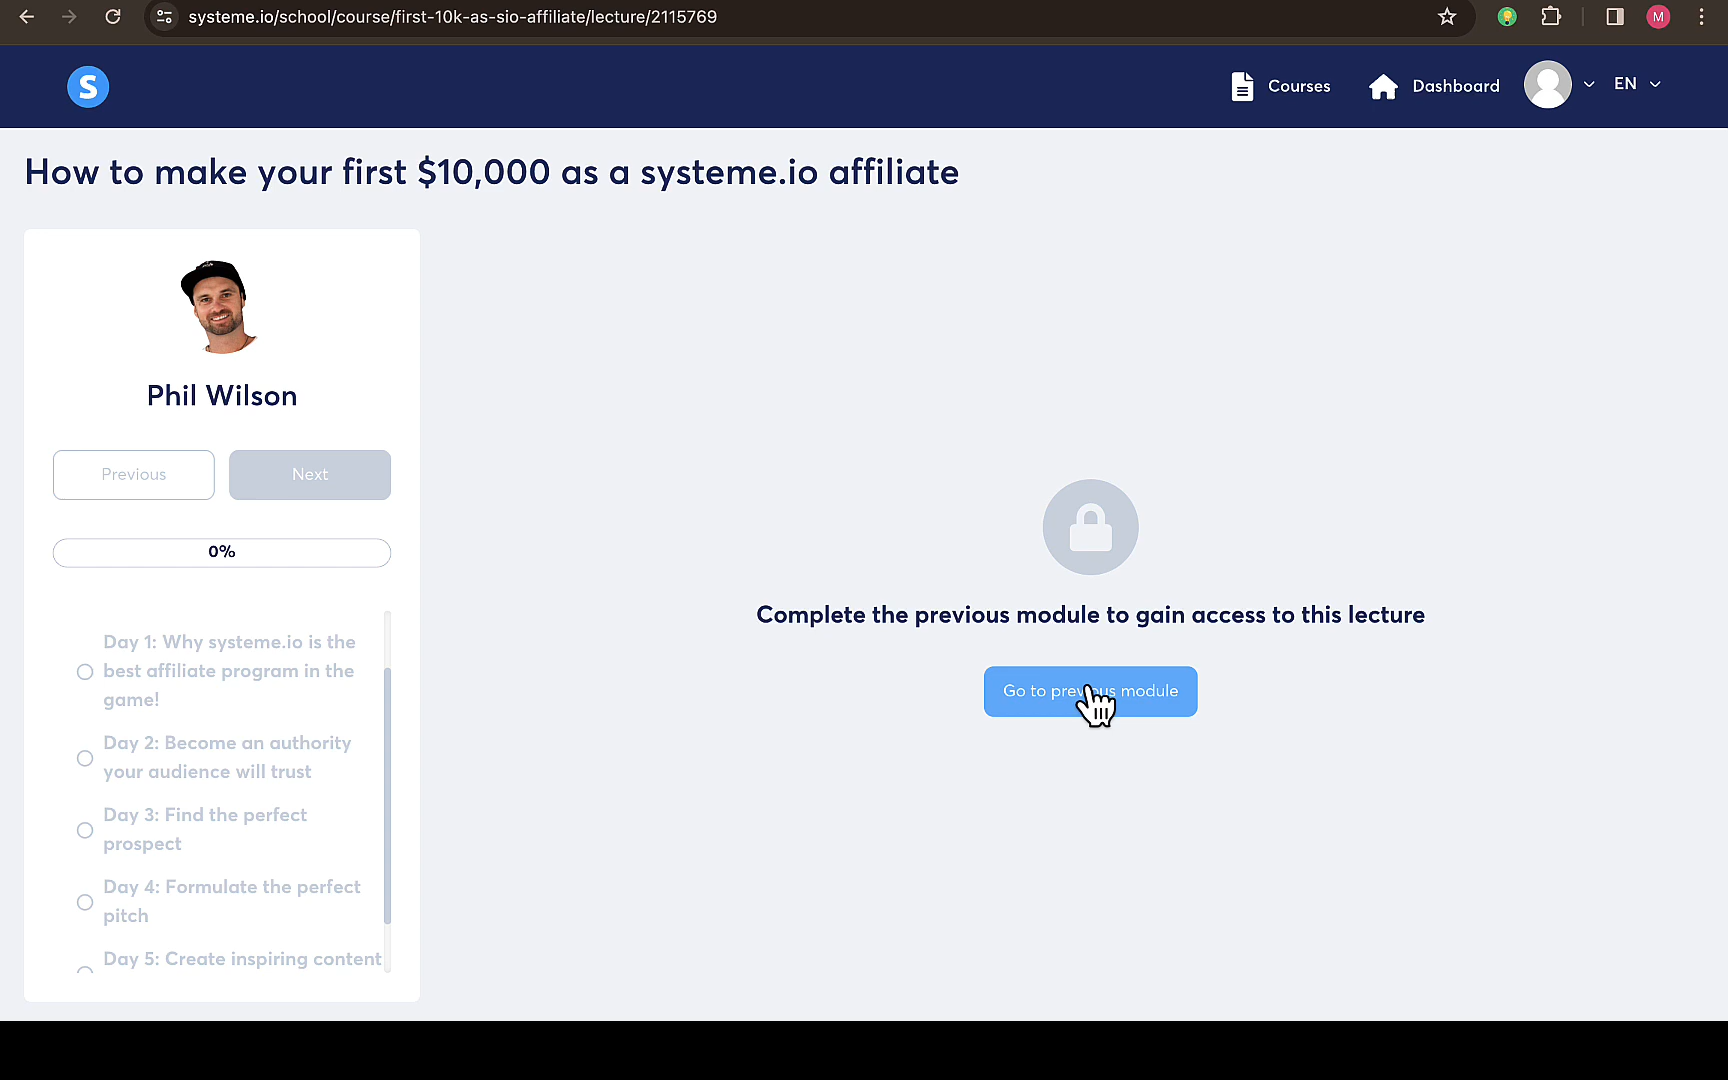 systeme.io/school/course/first-10k-as-sio-affiliate/lecture/2115769
M
S
Courses
Dashboard
EN
How to make your first $10,000 as a systeme.io affiliate
Phil Wilson
Previous
Next
0%
Day 1: Why systeme.io is the
best affiliate program in the
game!
Day 2: Become an authority
your audience will trust
Day 3: Find the perfect
prospect
Day 4: Formulate the perfect
pitch
Day 5: Create inspiring content
Complete the previous module to gain access to this lecture
Go to previous module